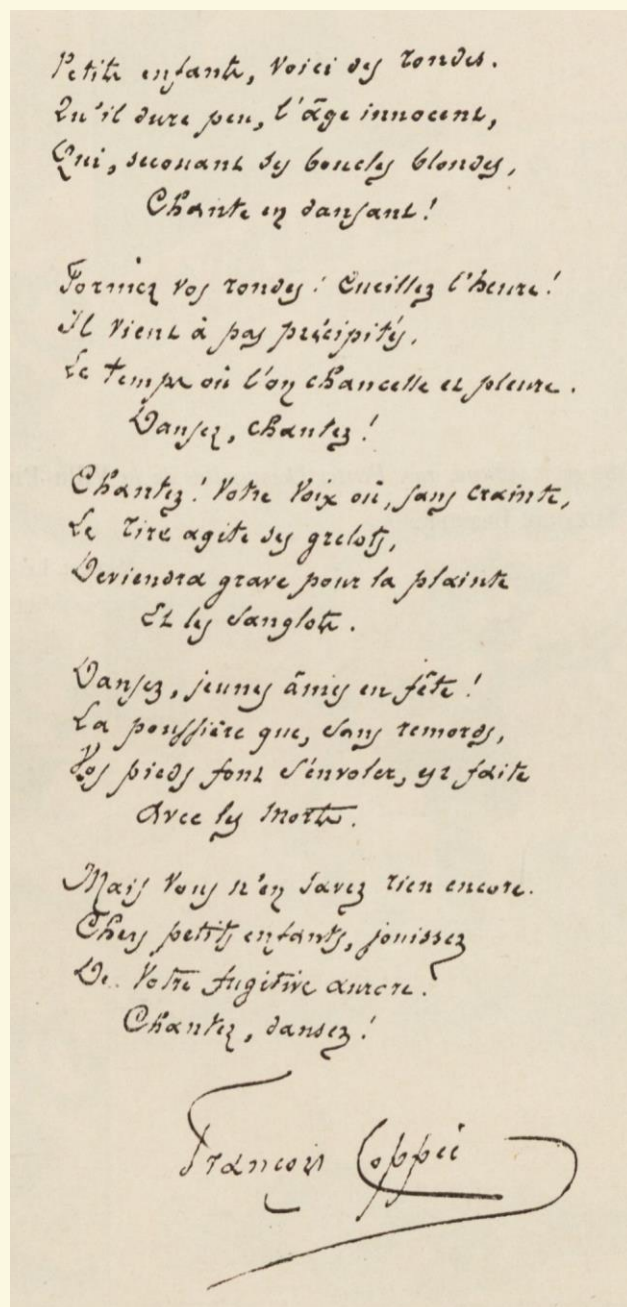 Petits enfants, voici des rondes.
Qu'il dure peu, l'âge innocent,
Qui, secouant ses boucles blondes,
Chante en dansant !
Formez vos rondes ! Cueillez l'heure !
Il vient à pas précipités,
Le temps où l'on chancelle et pleure.
Dansez, chantez !
Chantez ! Votre voix où, sans crainte,
Le rire agite ses grelots,
Deviendra grave pour la plainte
Et les sanglots.
Dansez, jeunes âmes en fête !
La poussière que, sans remords,
Vos pieds font s'envoler, est faite
Avec les morts.
Mais vous n'en savez rien encore.
Chers petits enfants, jouissez
De votre fugitive aurore.
Chantez, dansez !
François Coppée